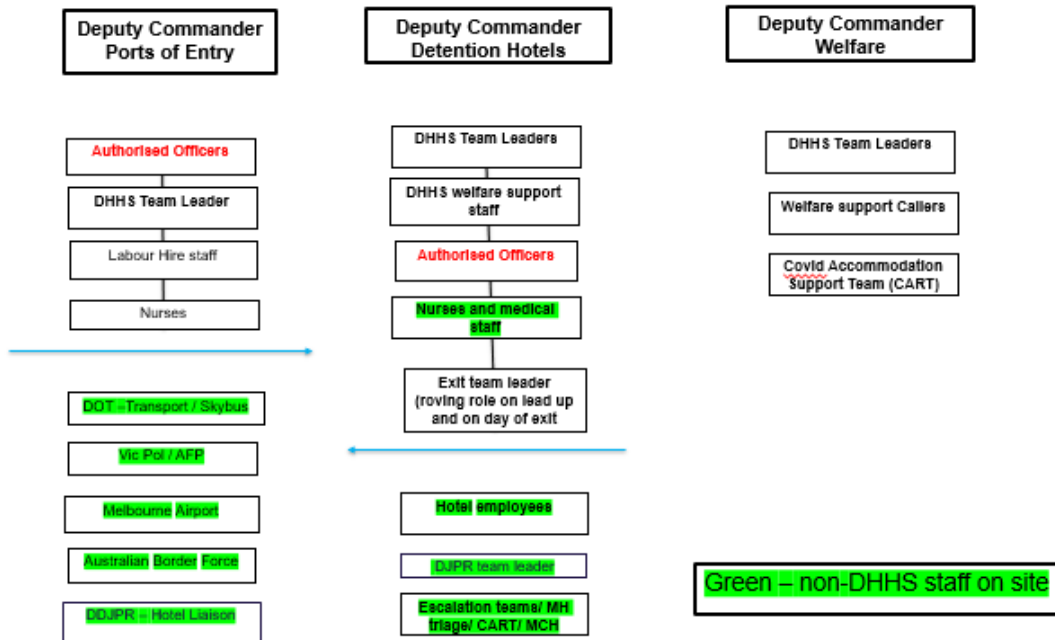 Deputy Commander
Ports of Entry
Authorised Officers
DHHS Team Leader
Labour Hire staff
Nurses
DOT –Transport / Skybus
Vic Pol / AFP
Melbourne Airport
Australian Border Force
DDJPR – Hotel Liaison
Deputy Commander
Detention Hotels
DHHS Team Leaders
DHHS welfare support
staff
Authorised Officers
Nurses and medical
staff
Exit team leader
(roving role on lead up
and on day of exit
Hotel employees
DJPR team leader
Escalation teams/ MH
triage/ CART/ MCH
Deputy Commander
Welfare
DHHS Team Leaders
Welfare support Callers
Covid Accommodation
Support Team (CART)
Green – non-DHHS staff on site